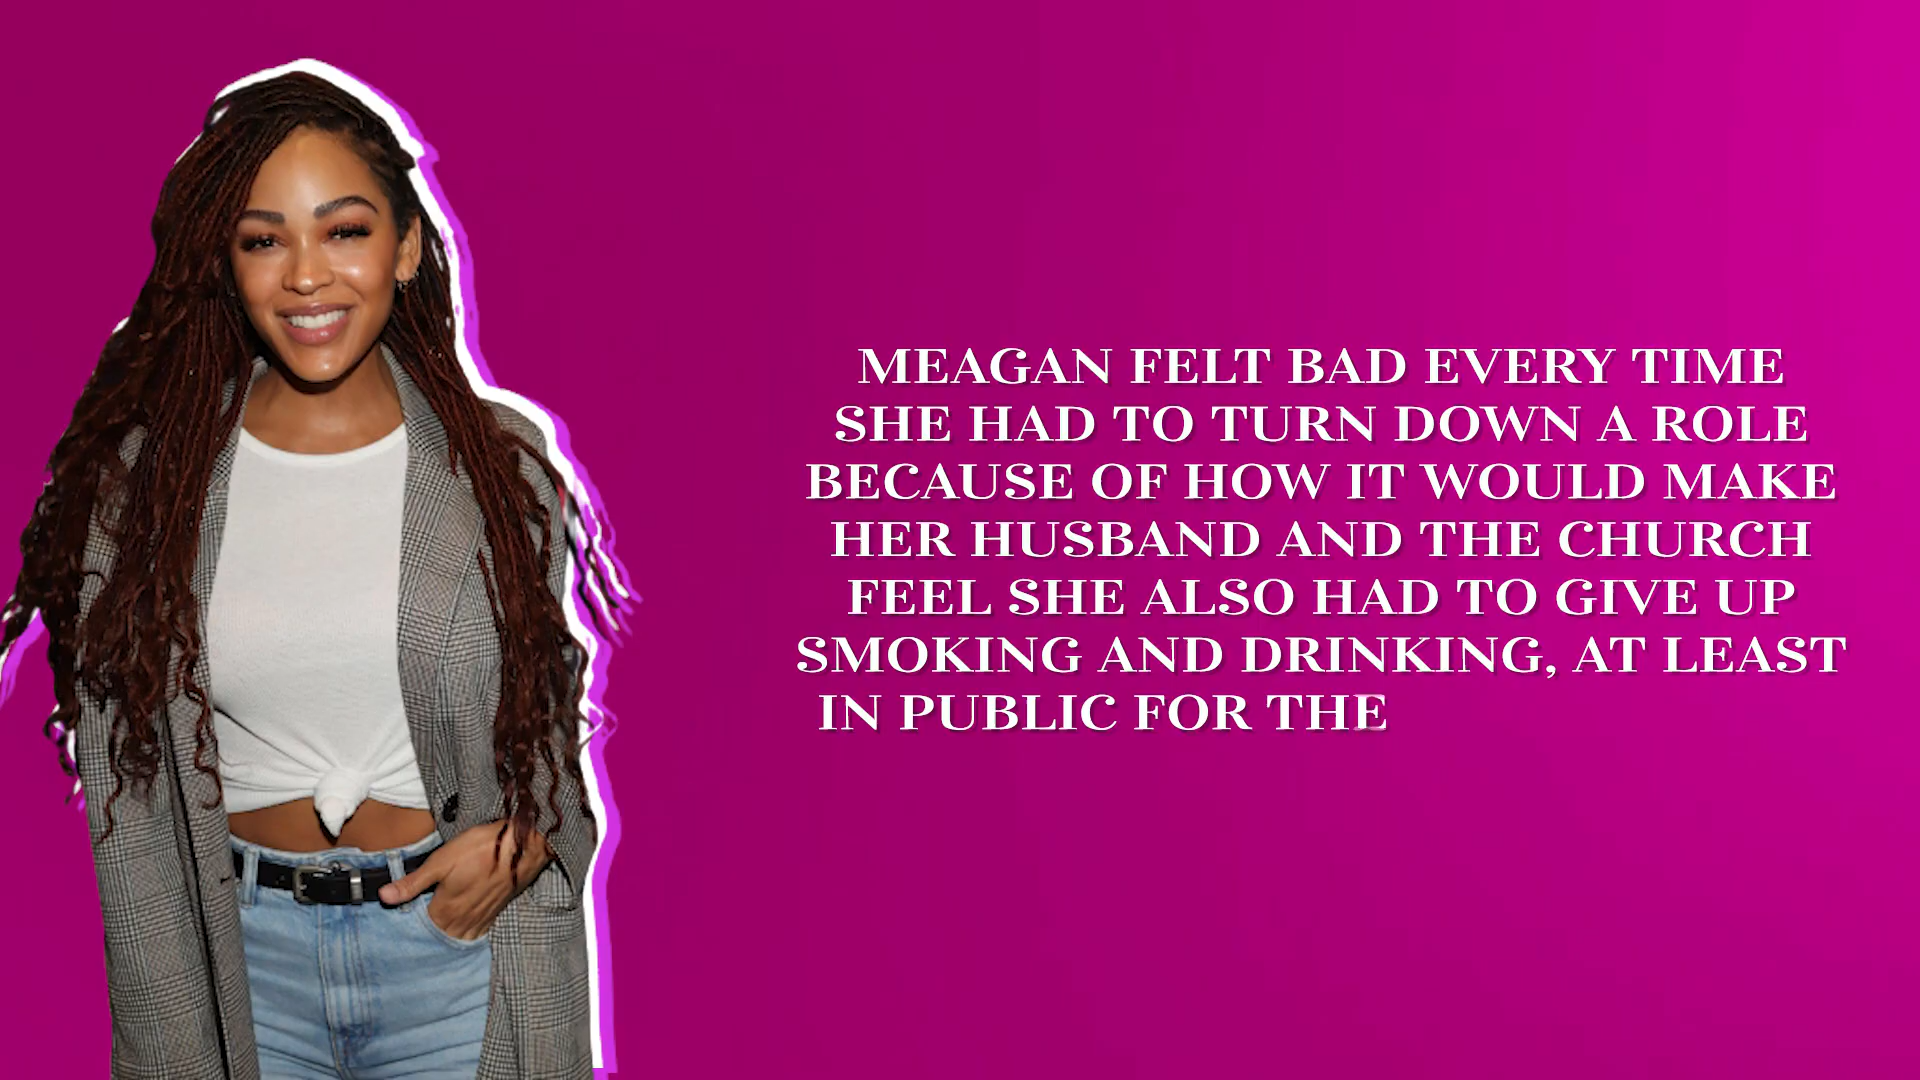 MEAGAN FELT BAD EVERY TIME
SHE HAD TO TURN DOWN A ROLE
BECAUSE OF HOW IT WOULD MAKE
HER HUSBAND AND THE CHURCH
FEEL SHE ALSO HAD TO GIVE UP
SMOKING AND DRINKING, AT LEAST
IN PUBLIC FOR THE